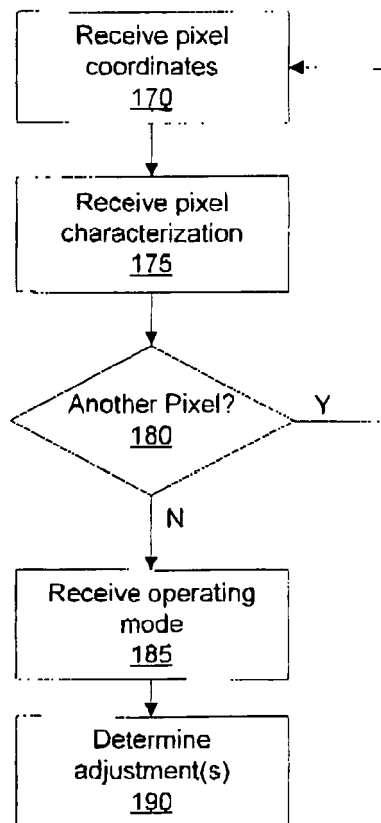 Receive pixel
coordinates
170
Receive pixel
characterization
175
Another Pixel?
180
Y
N
Receive operating
mode
185
Determine
adjustment(s)
190